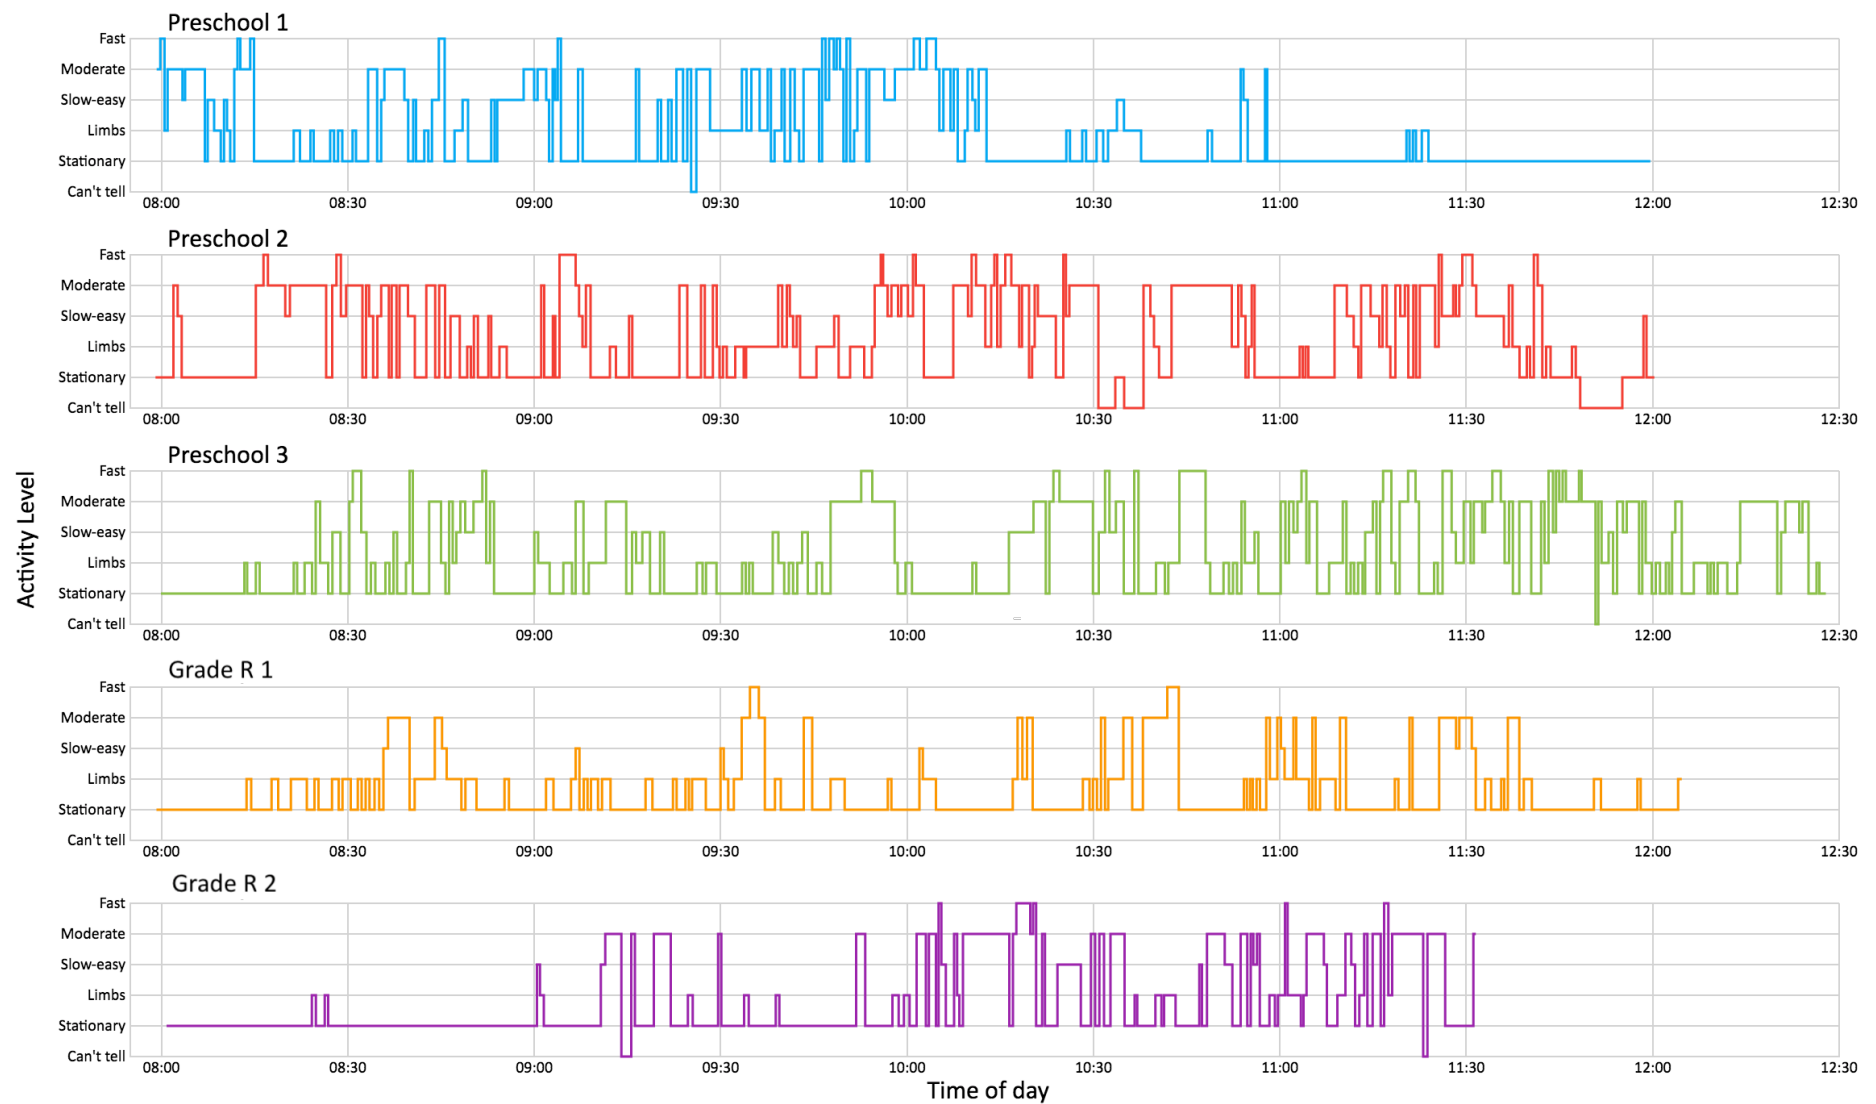 Preschool 1
Fast
Moderate
Slow-easy
Limbs
Stationary
Can't tell
08:00 08:30 09:00 09:30 10:00 10:30 11:00 11:30 12:00 12:30
Preschool 2
Fast
Moderate
Slow-easy
Limbs
Stationary
Can't tell
08:00 08:30 09:00 09:30 10:00 10:30 11:00 11:30 12:00 12:30
Preschool 3
Fast
Moderate
Slow-easy
Limbs
Stationary
Can't tell
08:00 08:30 09:00 09:30 10:00 10:30 11:00 11:30 12:00 12:30
Activity Level
Grade R 1
Fast
Moderate
Slow-easy
Limbs
Stationary
Can't tell
08:00 08:30 09:00 09:30 10:00 10:30 11:00 11:30 12:00 12:30
Grade R 2
Fast
Moderate
Slow-easy
Limbs
Stationary
Can't tell
08:00 08:30 09:00 09:30 10:00 10:30 11:00 11:30 12:00 12:30
Time of day